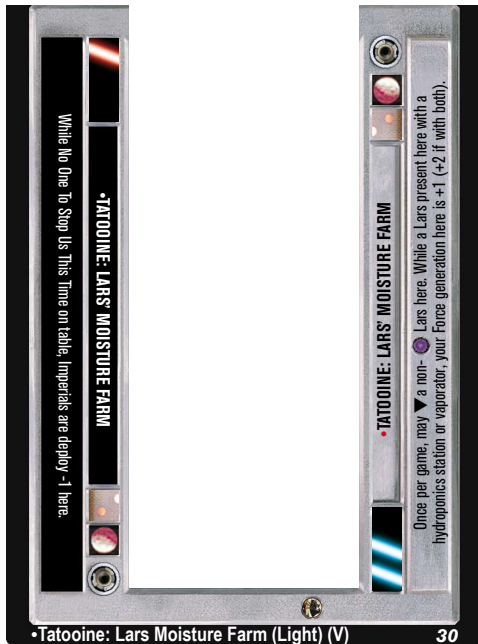 While No One To Stop Us This Time on table, Imperials are deploy -1 here.
•TATOOINE: LARS' MOISTURE FARM
•TATOOINE: LARS' MOISTURE FARM
Once per game, may ▼ a non- Lars here. While a Lars present here with a
hydroponics station or vaporator, your Force generation here is +1 (+2 if with both).
•Tatooine: Lars Moisture Farm (Light) (V)
30